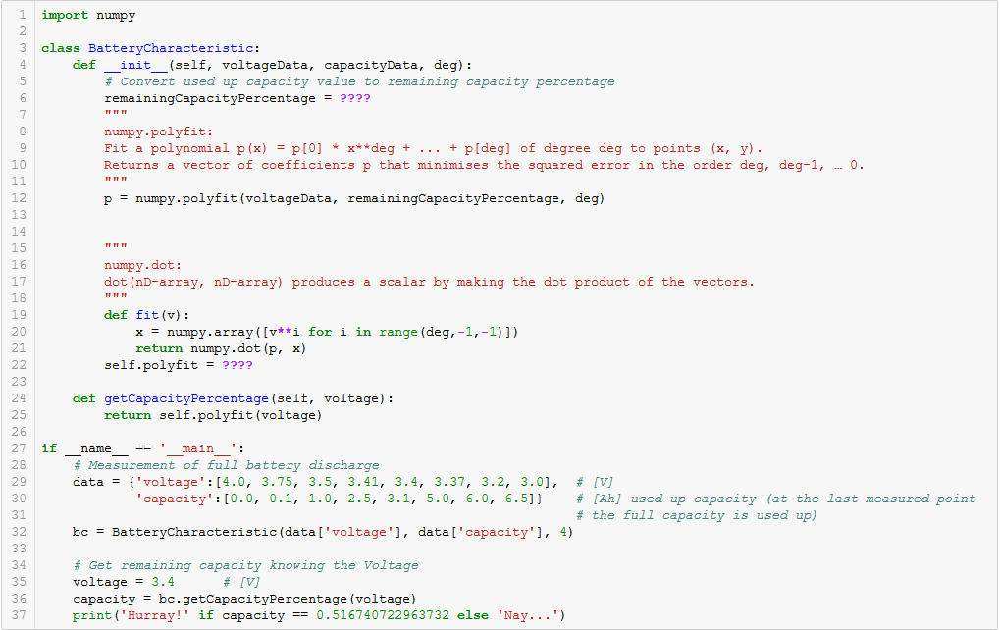 1 import numpy
2
3 class BatteryCharacteristic:
4     def __init__(self, voltageData, capacityData, deg):
5         # Convert used up capacity value to remaining capacity percentage
6         remainingCapacityPercentage = ????
7         """
8         numpy.polyfit:
9         Fit a polynomial p(x) = p[0] * x**deg + ... + p[deg] of degree deg to points (x, y).
10         Returns a vector of coefficients p that minimises the squared error in the order deg, deg-1, … 0.
11         """
12         p = numpy.polyfit(voltageData, remainingCapacityPercentage, deg)
13
14
15         """
16         numpy.dot:
17         dot(nD-array, nD-array) produces a scalar by making the dot product of the vectors.
18         """
19         def fit(v):
20             x = numpy.array([v**i for i in range(deg,-1,-1)])
21             return numpy.dot(p, x)
22         self.polyfit = ????
23
24     def getCapacityPercentage(self, voltage):
25         return self.polyfit(voltage)
26
27 if __name__ == '__main__':
28     # Measurement of full battery discharge
29     data = {'voltage':[4.0, 3.75, 3.5, 3.41, 3.4, 3.37, 3.2, 3.0],  # [V]
30             'capacity':[0.0, 0.1, 1.0, 2.5, 3.1, 5.0, 6.0, 6.5]}    # [Ah] used up capacity (at the last measured point
31                                                                     # the full capacity is used up)
32     bc = BatteryCharacteristic(data['voltage'], data['capacity'], 4)
33
34     # Get remaining capacity knowing the Voltage
35     voltage = 3.4      # [V]
36     capacity = bc.getCapacityPercentage(voltage)
37     print('Hurray!' if capacity == 0.516740722963732 else 'Nay...')